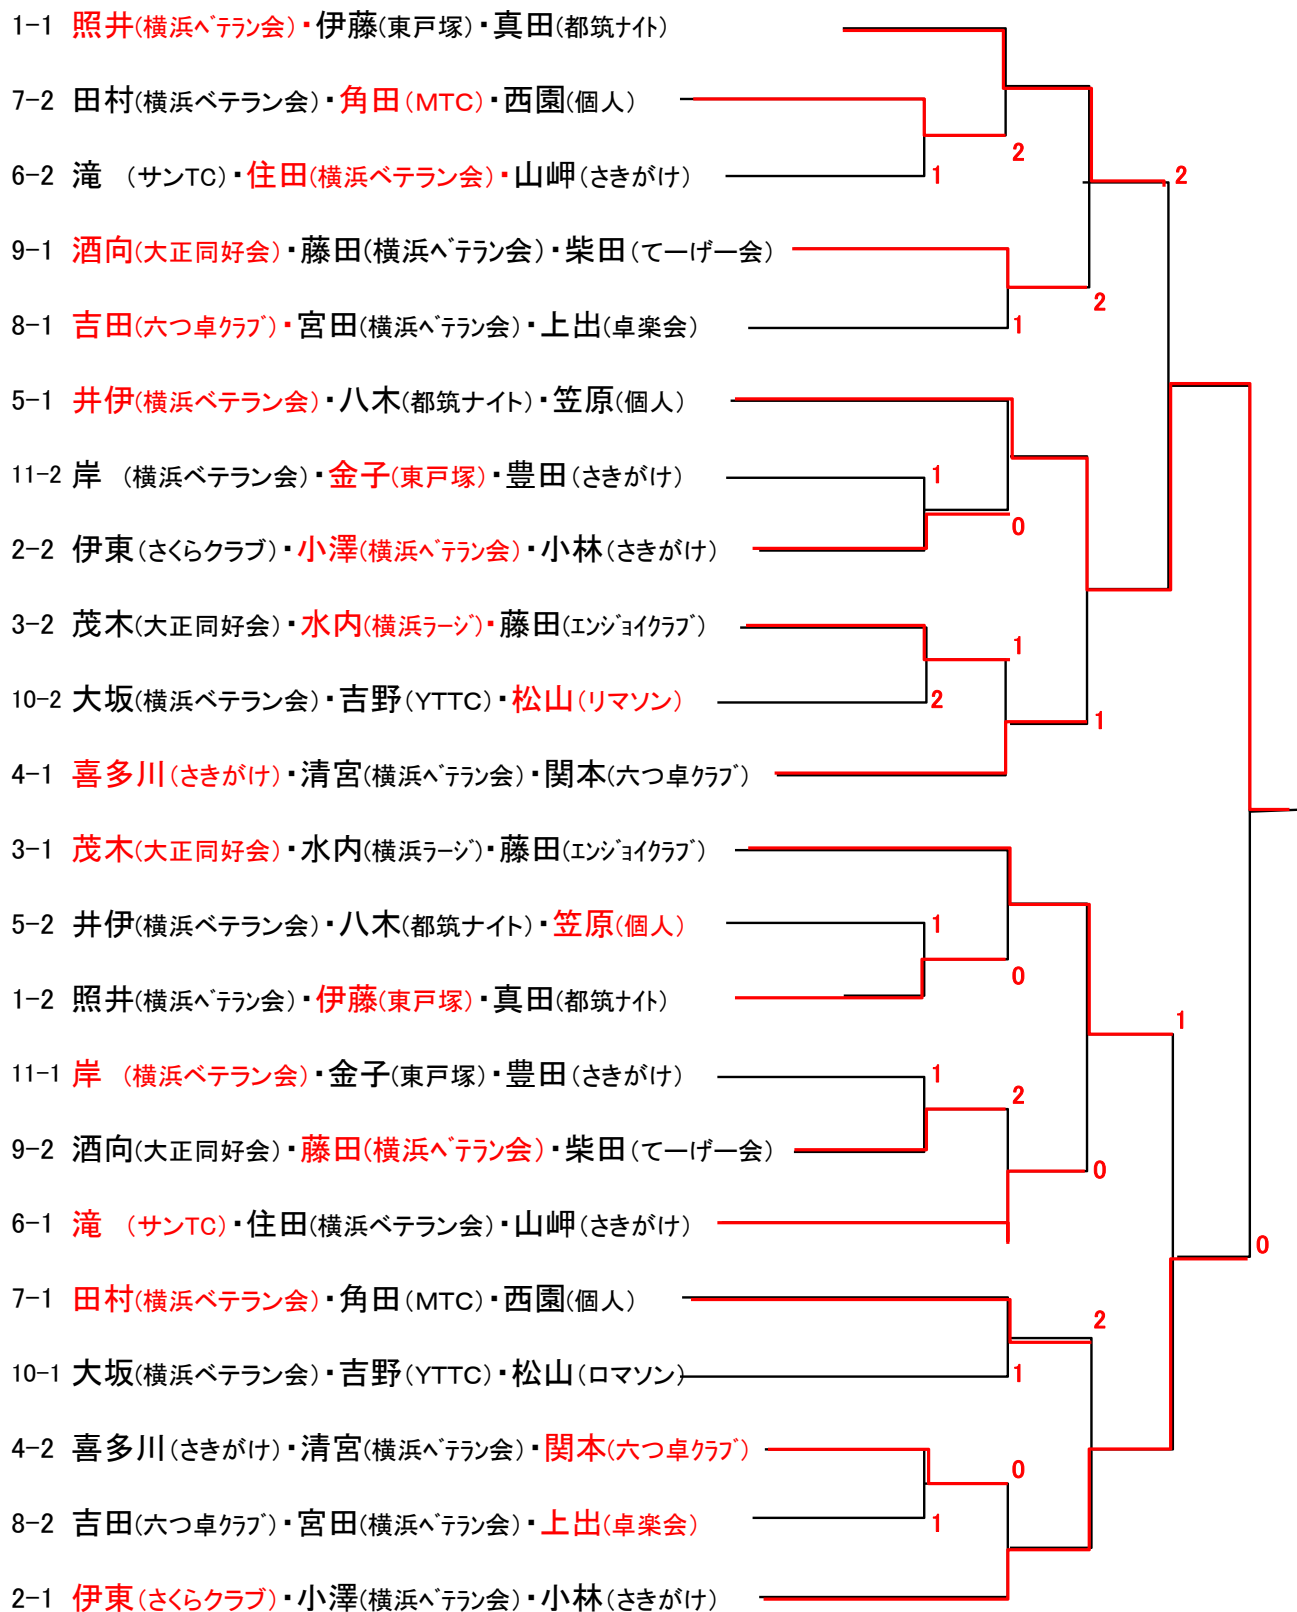 1-1 照井(横浜ﾍﾞﾃﾗﾝ会)・伊藤(東戸塚)・真田(都筑ﾅｲﾄ)
7-2 田村(横浜ベテラン会)・角田(MTC)・西園(個人)
2
6-2 滝 (サンTC)・住田(横浜ベテラン会)・山岬(さきがけ)
1 2
9-1 酒向(大正同好会)・藤田(横浜ﾍﾞﾃﾗﾝ会)・柴田(てーげー会)
2
8-1 吉田(六つ卓ｸﾗﾌﾞ)・宮田(横浜ﾍﾞﾃﾗﾝ会)・上出(卓楽会)
1
5-1 井伊(横浜ベテラン会)・八木(都筑ナイト)・笠原(個人)
11-2 岸 (横浜ベテラン会)・金子(東戸塚)・豊田(さきがけ)
1
0
2-2 伊東(さくらクラブ)・小澤(横浜ﾍﾞﾃﾗﾝ会)・小林(さきがけ)
3-2 茂木(大正同好会)・水内(横浜ﾗｰｼﾞ)・藤田(ｴﾝｼﾞｮｲｸﾗﾌﾞ)
1
10-2 大坂(横浜ベテラン会)・吉野(YTTC)・松山(リマソン)
2
1
4-1 喜多川(さきがけ)・清宮(横浜ﾍﾞﾃﾗﾝ会)・関本(六つ卓ｸﾗﾌﾞ)
3-1 茂木(大正同好会)・水内(横浜ﾗｰｼﾞ)・藤田(ｴﾝｼﾞｮｲｸﾗﾌﾞ)
5-2 井伊(横浜ベテラン会)・八木(都筑ナイト)・笠原(個人)
1
0
1-2 照井(横浜ﾍﾞﾃﾗﾝ会)・伊藤(東戸塚)・真田(都筑ﾅｲﾄ)
1
11-1 岸 (横浜ベテラン会)・金子(東戸塚)・豊田(さきがけ)
1
2
9-2 酒向(大正同好会)・藤田(横浜ﾍﾞﾃﾗﾝ会)・柴田(てーげー会)
0
6-1 滝 (サンTC)・住田(横浜ベテラン会)・山岬(さきがけ)
0
7-1 田村(横浜ベテラン会)・角田(MTC)・西園(個人)
2
10-1 大坂(横浜ベテラン会)・吉野(YTTC)・松山(ロマソン)
1
4-2 喜多川(さきがけ)・清宮(横浜ﾍﾞﾃﾗﾝ会)・関本(六つ卓ｸﾗﾌﾞ)
0
8-2 吉田(六つ卓ｸﾗﾌﾞ)・宮田(横浜ﾍﾞﾃﾗﾝ会)・上出(卓楽会)
1
2-1 伊東(さくらクラブ)・小澤(横浜ﾍﾞﾃﾗﾝ会)・小林(さきがけ)